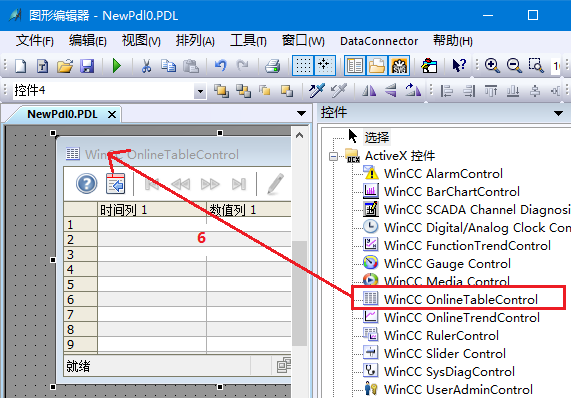 图形编辑器 - NewPdl0.PDL
文件(F) 编辑(E) 视图(V) 排列(A) 工具(T) 窗口(W) DataConnector 帮助(H)
控件4
NewPdl0.PDL
WinCC OnlineTableControl
时间列 1 数值列 1
1
2
6
3
4
5
6
7
8
9
就绪
控件
选择
ActiveX 控件
WinCC AlarmControl
WinCC BarChartControl
WinCC SCADA Channel Diagnosi
WinCC Digital/Analog Clock Con
WinCC FunctionTrendControl
WinCC Gauge Control
WinCC Media Control
WinCC OnlineTableControl
WinCC OnlineTrendControl
WinCC RulerControl
WinCC Slider Control
WinCC SysDiagControl
WinCC UserAdminControl